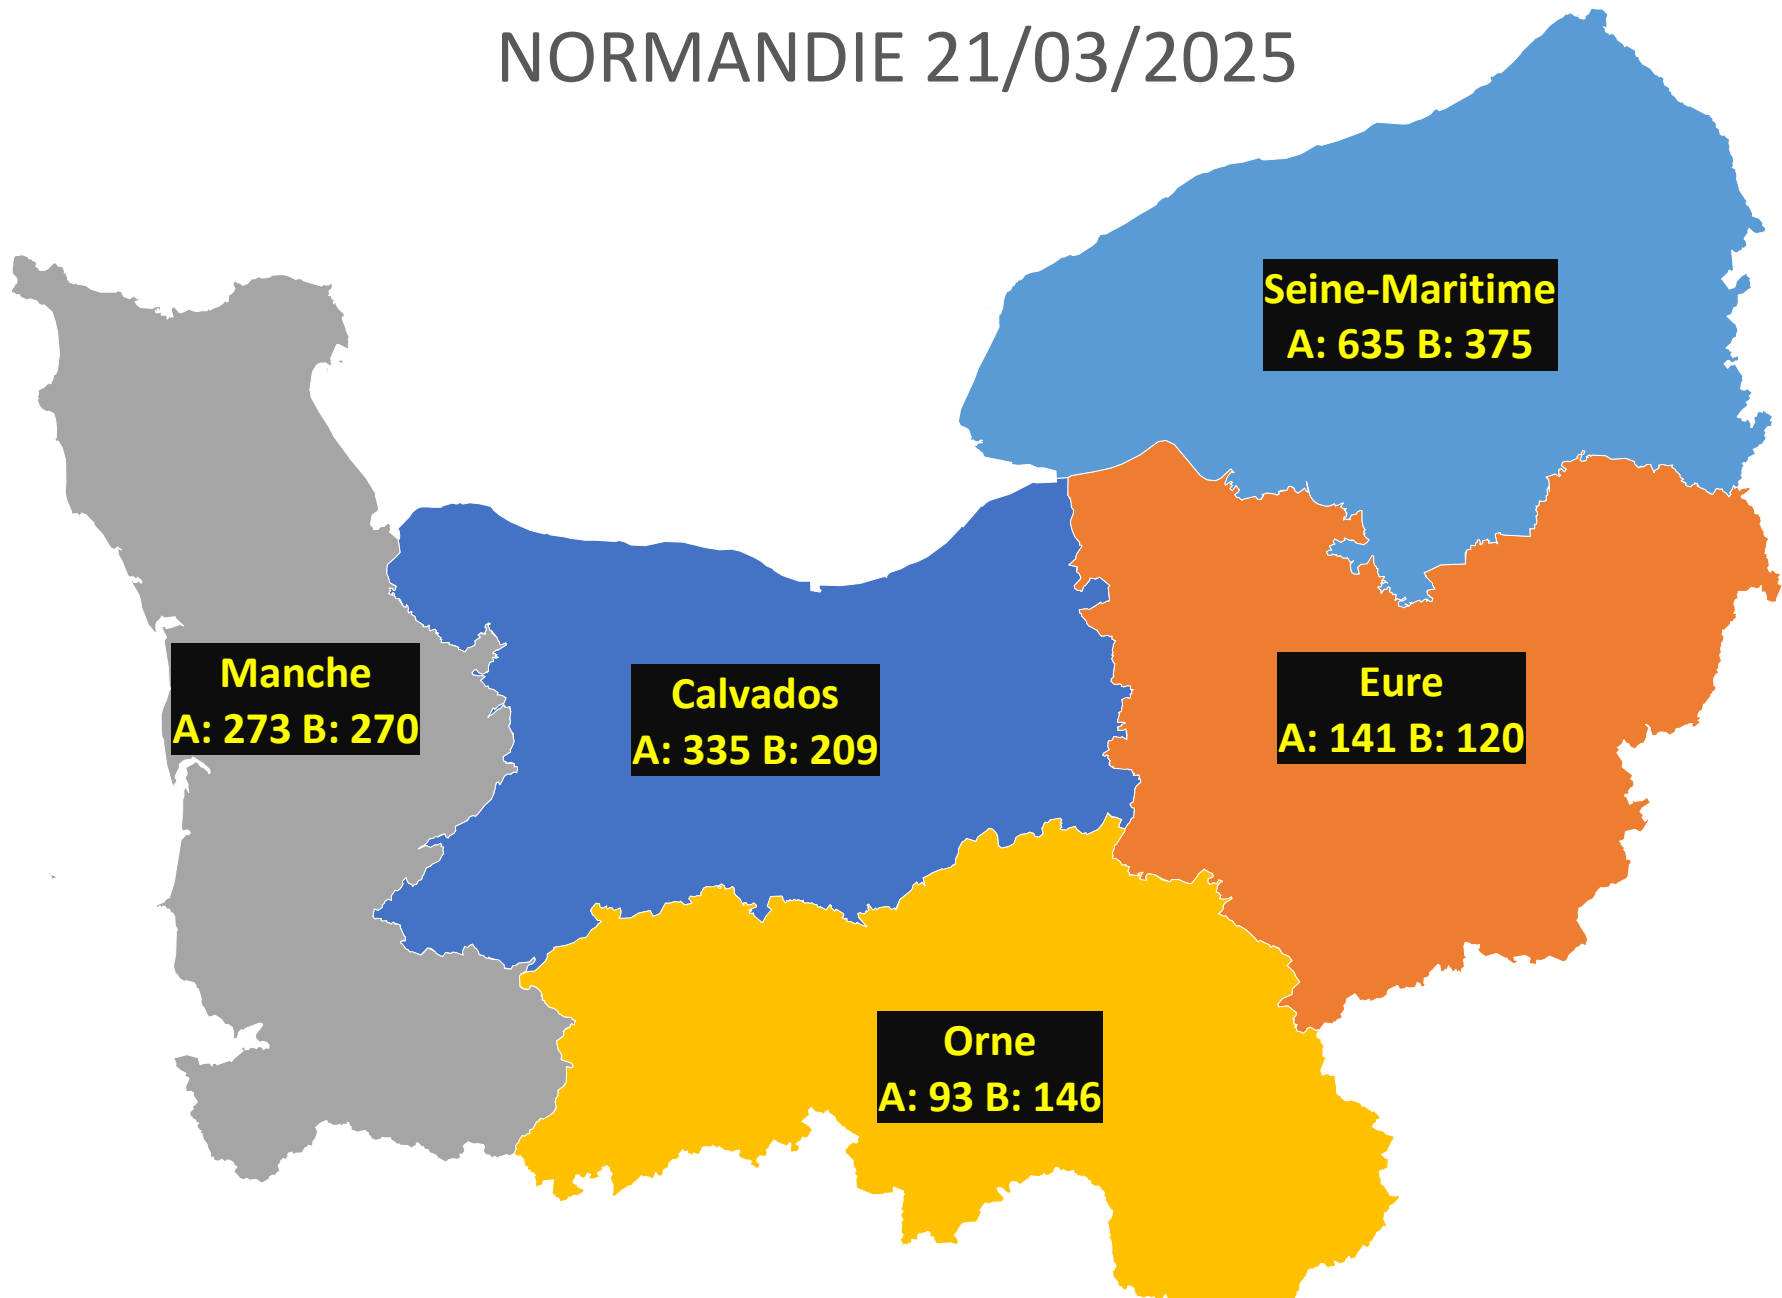 NORMANDIE 21/03/2025
Seine-Maritime
A: 635 B: 375
Manche
A: 273 B: 270
Calvados
A: 335 B: 209
Eure
A: 141 B: 120
Orne
A: 93 B: 146